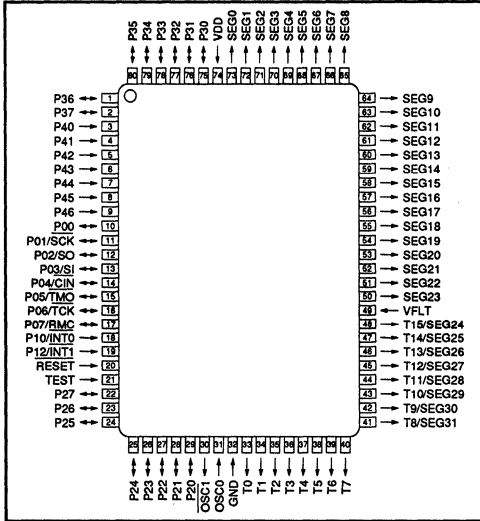 P35 P34 P33 P32 P31 P30 VDD SEG0 SEG1 SEG2 SEG3 SEG4 SEG5 SEG6 SEG7 SEG8
80 79 78 77 76 75 74 73 72 71 70 69 68 67 66 65
P36 1 64 SEG9
P37 2 63 SEG10
P40 3 62 SEG11
P41 4 61 SEG12
P42 5 60 SEG13
P43 6 59 SEG14
P44 7 58 SEG15
P45 8 57 SEG16
P46 9 56 SEG17
P00 10 55 SEG18
P01/SCK 11 54 SEG19
P02/SO 12 53 SEG20
P03/SI 13 52 SEG21
P04/CIN 14 51 SEG22
P05/TMO 15 50 SEG23
P06/TCK 16 49 VFLT
P07/RMC 17 48 T15/SEG24
P10/INT0 18 47 T14/SEG25
P12/INT1 19 46 T13/SEG26
RESET 20 45 T12/SEG27
TEST 21 44 T11/SEG28
P27 22 43 T10/SEG29
P26 23 42 T9/SEG30
P25 24 41 T8/SEG31
25 26 27 28 29 30 31 32 33 34 35 36 37 38 39 40
P24 P23 P22 P21 P20 OSC1 OSC0 GND T0 T1 T2 T3 T4 T5 T6 T7